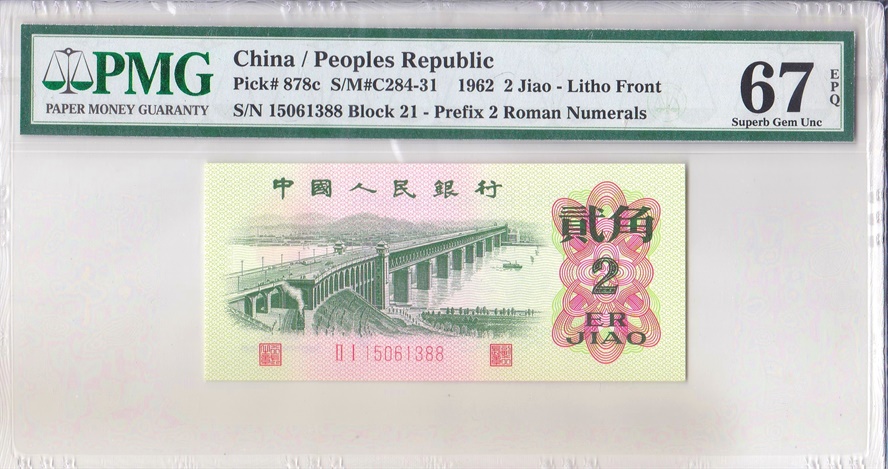 PMG
PAPER MONEY GUARANTY
China / Peoples Republic
Pick# 878c S/M#C284-31 1962 2 Jiao - Litho Front
S/N 15061388 Block 21 - Prefix 2 Roman Numerals
67 EPQ
Superb Gem Unc
中國人民銀行
貳角
2
ER
JIAO
II I 15061388